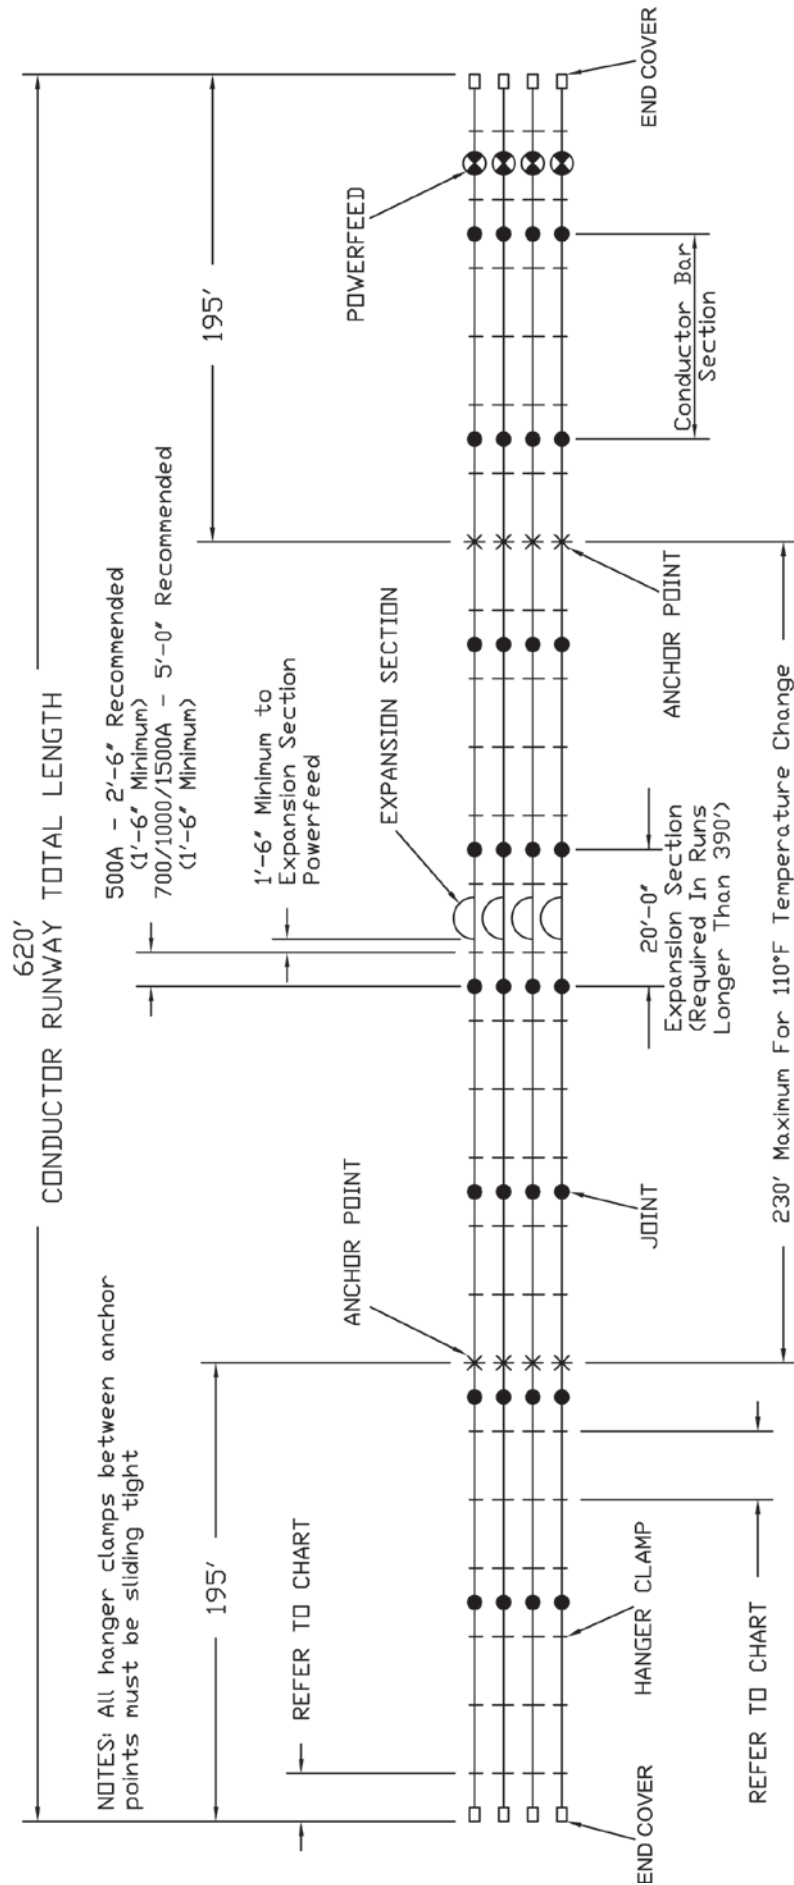 620'
CONDUCTOR RUNWAY TOTAL LENGTH
NOTES: All hanger clamps between anchor
points must be sliding tight
500A - 2'-6" Recommended
(1'-6" Minimum)
700/1000/1500A - 5'-0" Recommended
(1'-6" Minimum)
195'
195'
1'-6" Minimum to
Expansion Section
Powerfeed
REFER TO CHART
ANCHOR POINT
EXPANSION SECTION
POWERFEED
END COVER
HANGER CLAMP
JOINT
20'-0"
Expansion Section
(Required In Runs
Longer Than 390')
ANCHOR POINT
Conductor Bar
Section
END COVER
REFER TO CHART
230' Maximum For 110°F Temperature Change